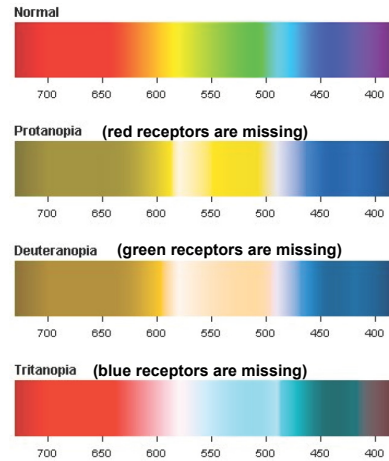 Normal
700 650 600 550 500 450 400
Protanopia (red receptors are missing)
700 650 600 550 500 450 400
Deuteranopia (green receptors are missing)
700 650 600 550 500 450 400
Tritanopia (blue receptors are missing)
700 650 600 550 500 450 400